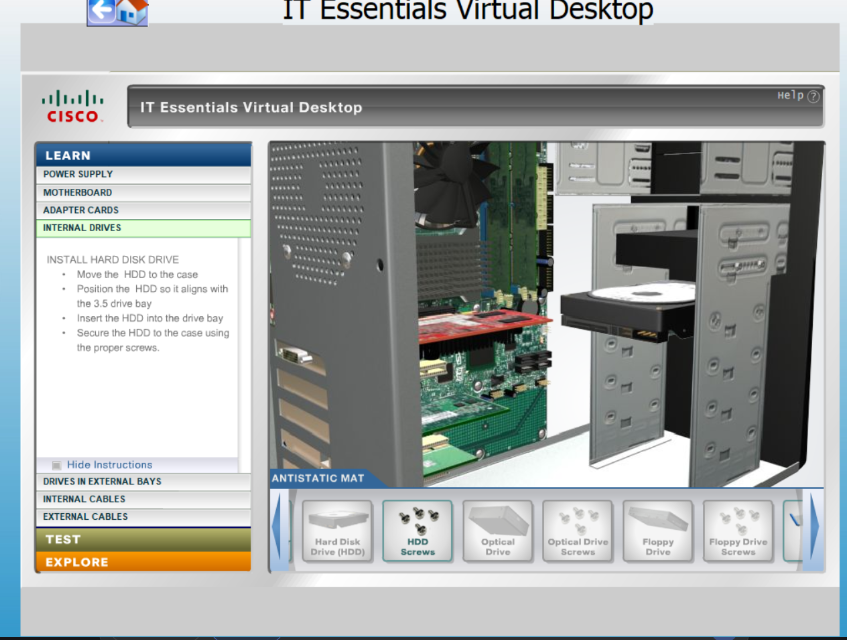 IT Essentials Virtual Desktop
CISCO
IT Essentials Virtual Desktop
Help ?
LEARN
POWER SUPPLY
MOTHERBOARD
ADAPTER CARDS
INTERNAL DRIVES
INSTALL HARD DISK DRIVE
• Move the HDD to the case
• Position the HDD so it aligns with
the 3.5 drive bay
• Insert the HDD into the drive bay
• Secure the HDD to the case using
the proper screws.
Hide Instructions
DRIVES IN EXTERNAL BAYS
INTERNAL CABLES
EXTERNAL CABLES
TEST
EXPLORE
ANTISTATIC MAT
Hard Disk
Drive (HDD)
HDD
Screws
Optical
Drive
Optical Drive
Screws
Floppy
Drive
Floppy Drive
Screws